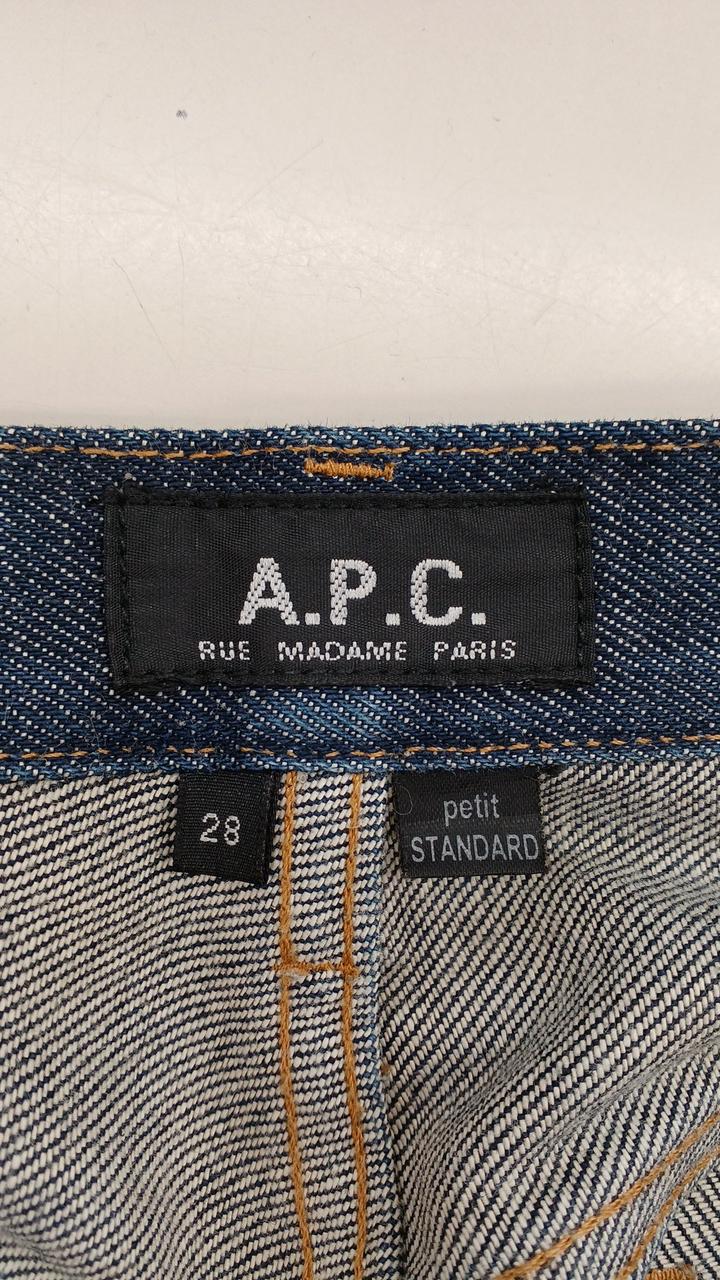 A.P.C.
RUE MADAME PARIS
28
petit
STANDARD